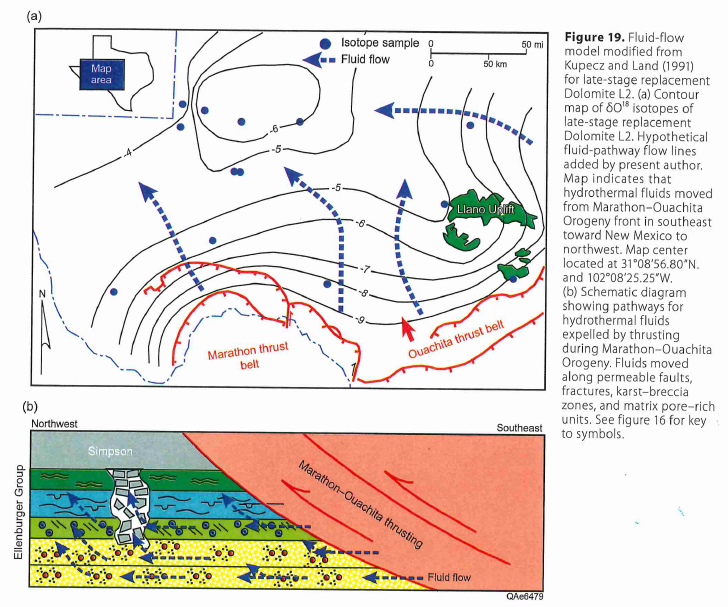 (a)
Map
area
Isotope sample
Fluid flow
0 50 mi
0 50 km
-4
-6
-5
-5
-6
-7
-8
-9
Llano Uplift
N
Marathon thrust
belt
Ouachita thrust belt
(b)
Northwest
Southeast
Simpson
Ellenburger Group
Marathon–Ouachita thrusting
Fluid flow
QAe6479
Figure 19. Fluid-flow
model modified from
Kupecz and Land (1991)
for late-stage replacement
Dolomite L2. (a) Contour
map of δO¹⁸ isotopes of
late-stage replacement
Dolomite L2. Hypothetical
fluid-pathway flow lines
added by present author.
Map indicates that
hydrothermal fluids moved
from Marathon–Ouachita
Orogeny front in southeast
toward New Mexico to
northwest. Map center
located at 31°08'56.80"N.
and 102°08'25.25"W.
(b) Schematic diagram
showing pathways for
hydrothermal fluids
expelled by thrusting
during Marathon–Ouachita
Orogeny. Fluids moved
along permeable faults,
fractures, karst–breccia
zones, and matrix pore–rich
units. See figure 16 for key
to symbols.